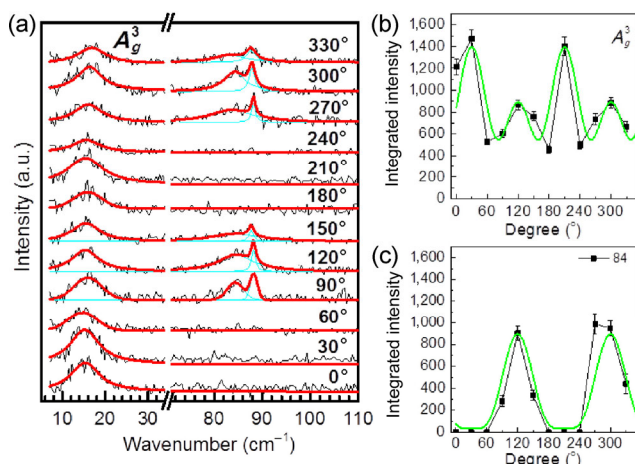 (a)
A_g^3
330°
300°
270°
240°
210°
180°
150°
120°
90°
60°
30°
0°
Intensity (a.u.)
10 20 30 80 90 100 110
Wavenumber (cm⁻¹)
(b)
A_g^3
1,600
1,400
1,200
1,000
800
600
400
200
0
Integrated intensity
0 60 120 180 240 300
Degree (°)
(c)
84
1,600
1,400
1,200
1,000
800
600
400
200
0
Integrated intensity
0 60 120 180 240 300
Degree (°)